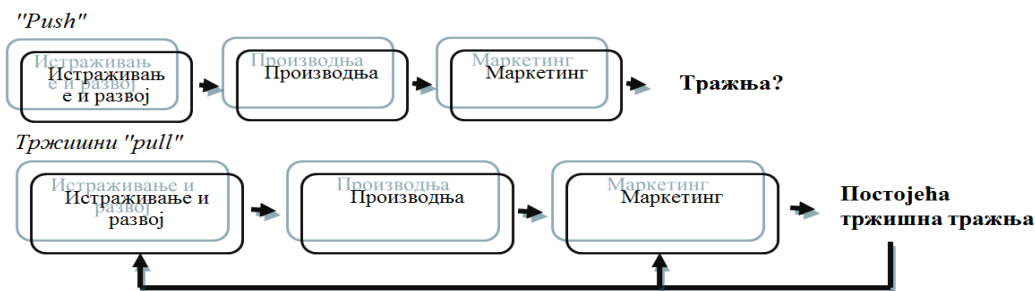 "Push"
Истраживањ
е и развој
Производња
Маркетинг
Тражња?
Тржишни "pull"
Истраживање и
развој
Производња
Маркетинг
Постојећа
тржишна тражња